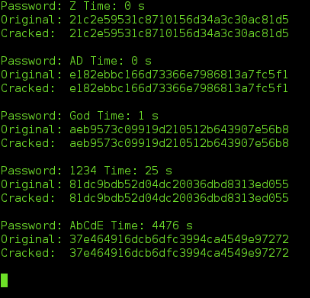 Password: Z Time: 0 s
Original: 21c2e59531c8710156d34a3c30ac81d5
Cracked:  21c2e59531c8710156d34a3c30ac81d5
Password: AD Time: 0 s
Original: e182ebbc166d73366e7986813a7fc5f1
Cracked:  e182ebbc166d73366e7986813a7fc5f1
Password: God Time: 1 s
Original: aeb9573c09919d210512b643907e56b8
Cracked:  aeb9573c09919d210512b643907e56b8
Password: 1234 Time: 25 s
Original: 81dc9bdb52d04dc20036dbd8313ed055
Cracked:  81dc9bdb52d04dc20036dbd8313ed055
Password: AbCdE Time: 4476 s
Original: 37e464916dcb6dfc3994ca4549e97272
Cracked:  37e464916dcb6dfc3994ca4549e97272